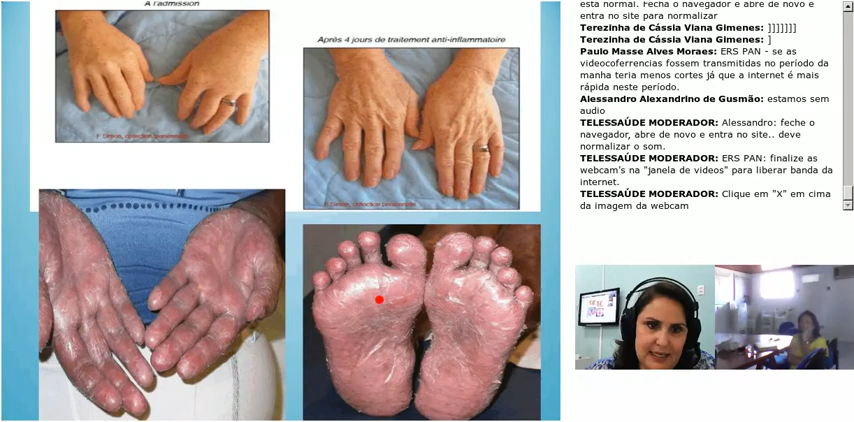 A l'admission
Après 4 jours de traitement anti-inflammatoire
esta normal. Fecha o navegador e abre de novo e
entra no site para normalizar
Terezinha de Cássia Viana Gimenes: ]]]]]]]
Terezinha de Cássia Viana Gimenes: ]
Paulo Masse Alves Moraes: ERS PAN - se as
videocoferrencias fossem transmitidas no período da
manha teria menos cortes já que a internet é mais
rápida neste período.
Alessandro Alexandrino de Gusmão: estamos sem
audio
TELESSAÚDE MODERADOR: Alessandro: feche o
navegador, abre de novo e entra no site.. deve
normalizar o som.
TELESSAÚDE MODERADOR: ERS PAN: finalize as
webcam's na "janela de videos" para liberar banda da
internet.
TELESSAÚDE MODERADOR: Clique em "X" em cima
da imagem da webcam